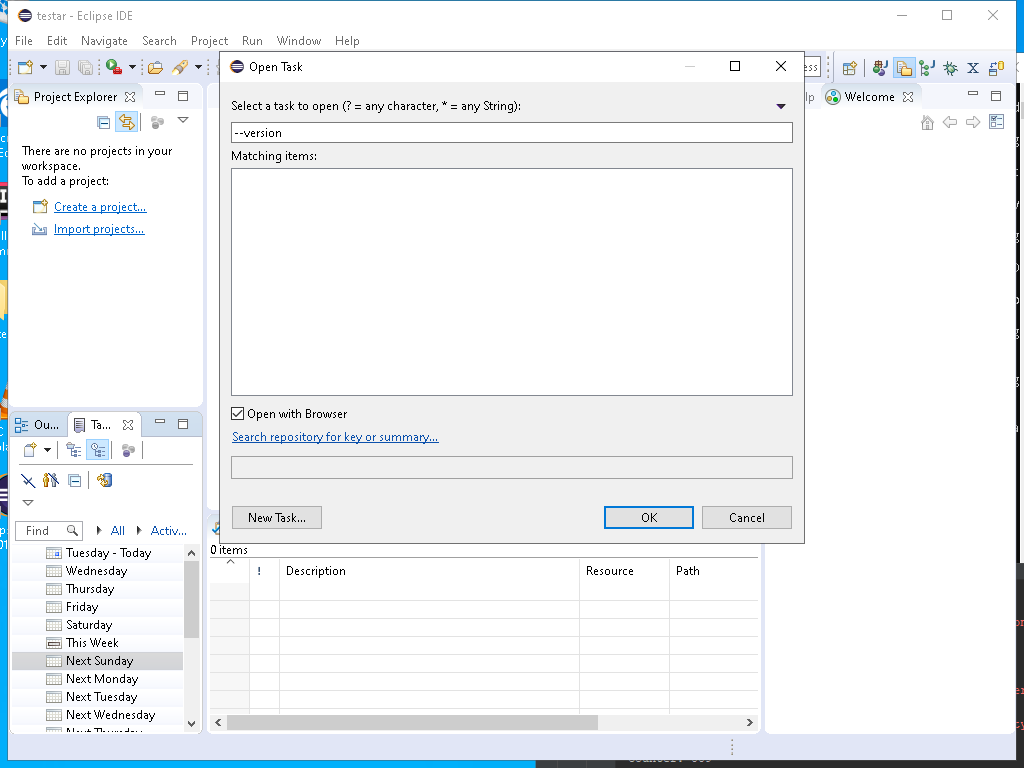 testar - Eclipse IDE
File Edit Navigate Search Project Run Window Help
Open Task
Project Explorer
Welcome
Select a task to open (? = any character, * = any String):
--version
Matching items:
There are no projects in your
workspace.
To add a project:
Create a project...
Import projects...
Open with Browser
Search repository for key or summary...
New Task...
OK
Cancel
Ou...
Ta...
Find
All
Activ...
Tuesday - Today
Wednesday
Thursday
Friday
Saturday
This Week
Next Sunday
Next Monday
Next Tuesday
Next Wednesday
0 items
! Description Resource Path